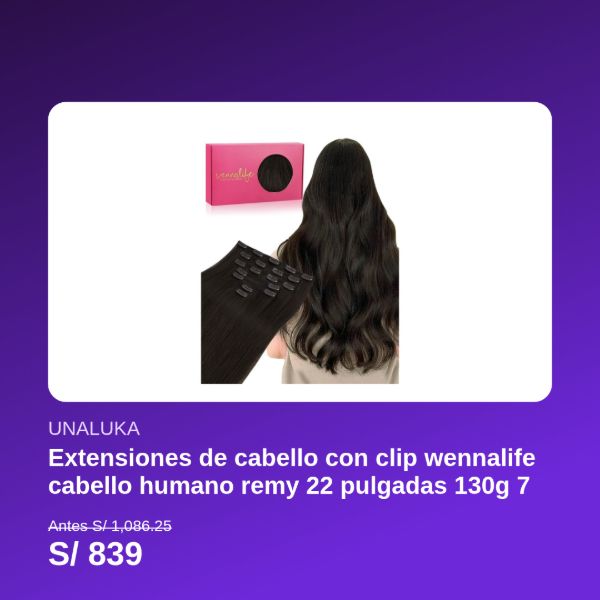 wennalife
UNALUKA
Extensiones de cabello con clip wennalife
cabello humano remy 22 pulgadas 130g 7
Antes S/ 1,086.25
S/ 839